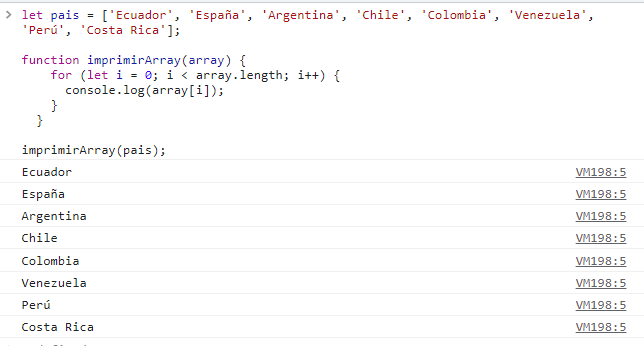 let pais = ['Ecuador', 'España', 'Argentina', 'Chile', 'Colombia', 'Venezuela',
'Perú', 'Costa Rica'];
function imprimirArray(array) {
for (let i = 0; i < array.length; i++) {
console.log(array[i]);
}
}
imprimirArray(pais);
Ecuador VM198:5
España VM198:5
Argentina VM198:5
Chile VM198:5
Colombia VM198:5
Venezuela VM198:5
Perú VM198:5
Costa Rica VM198:5